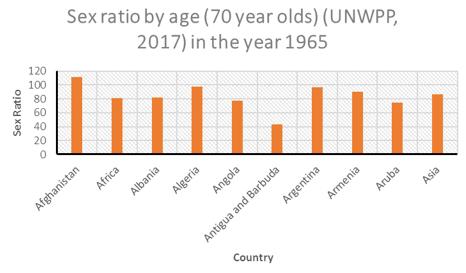 Sex ratio by age (70 year olds) (UNWPP,
2017) in the year 1965
Sex Ratio
120
100
80
60
40
20
0
Afghanistan
Africa
Albania
Algeria
Angola
Antigua and Barbuda
Argentina
Armenia
Aruba
Asia
Country